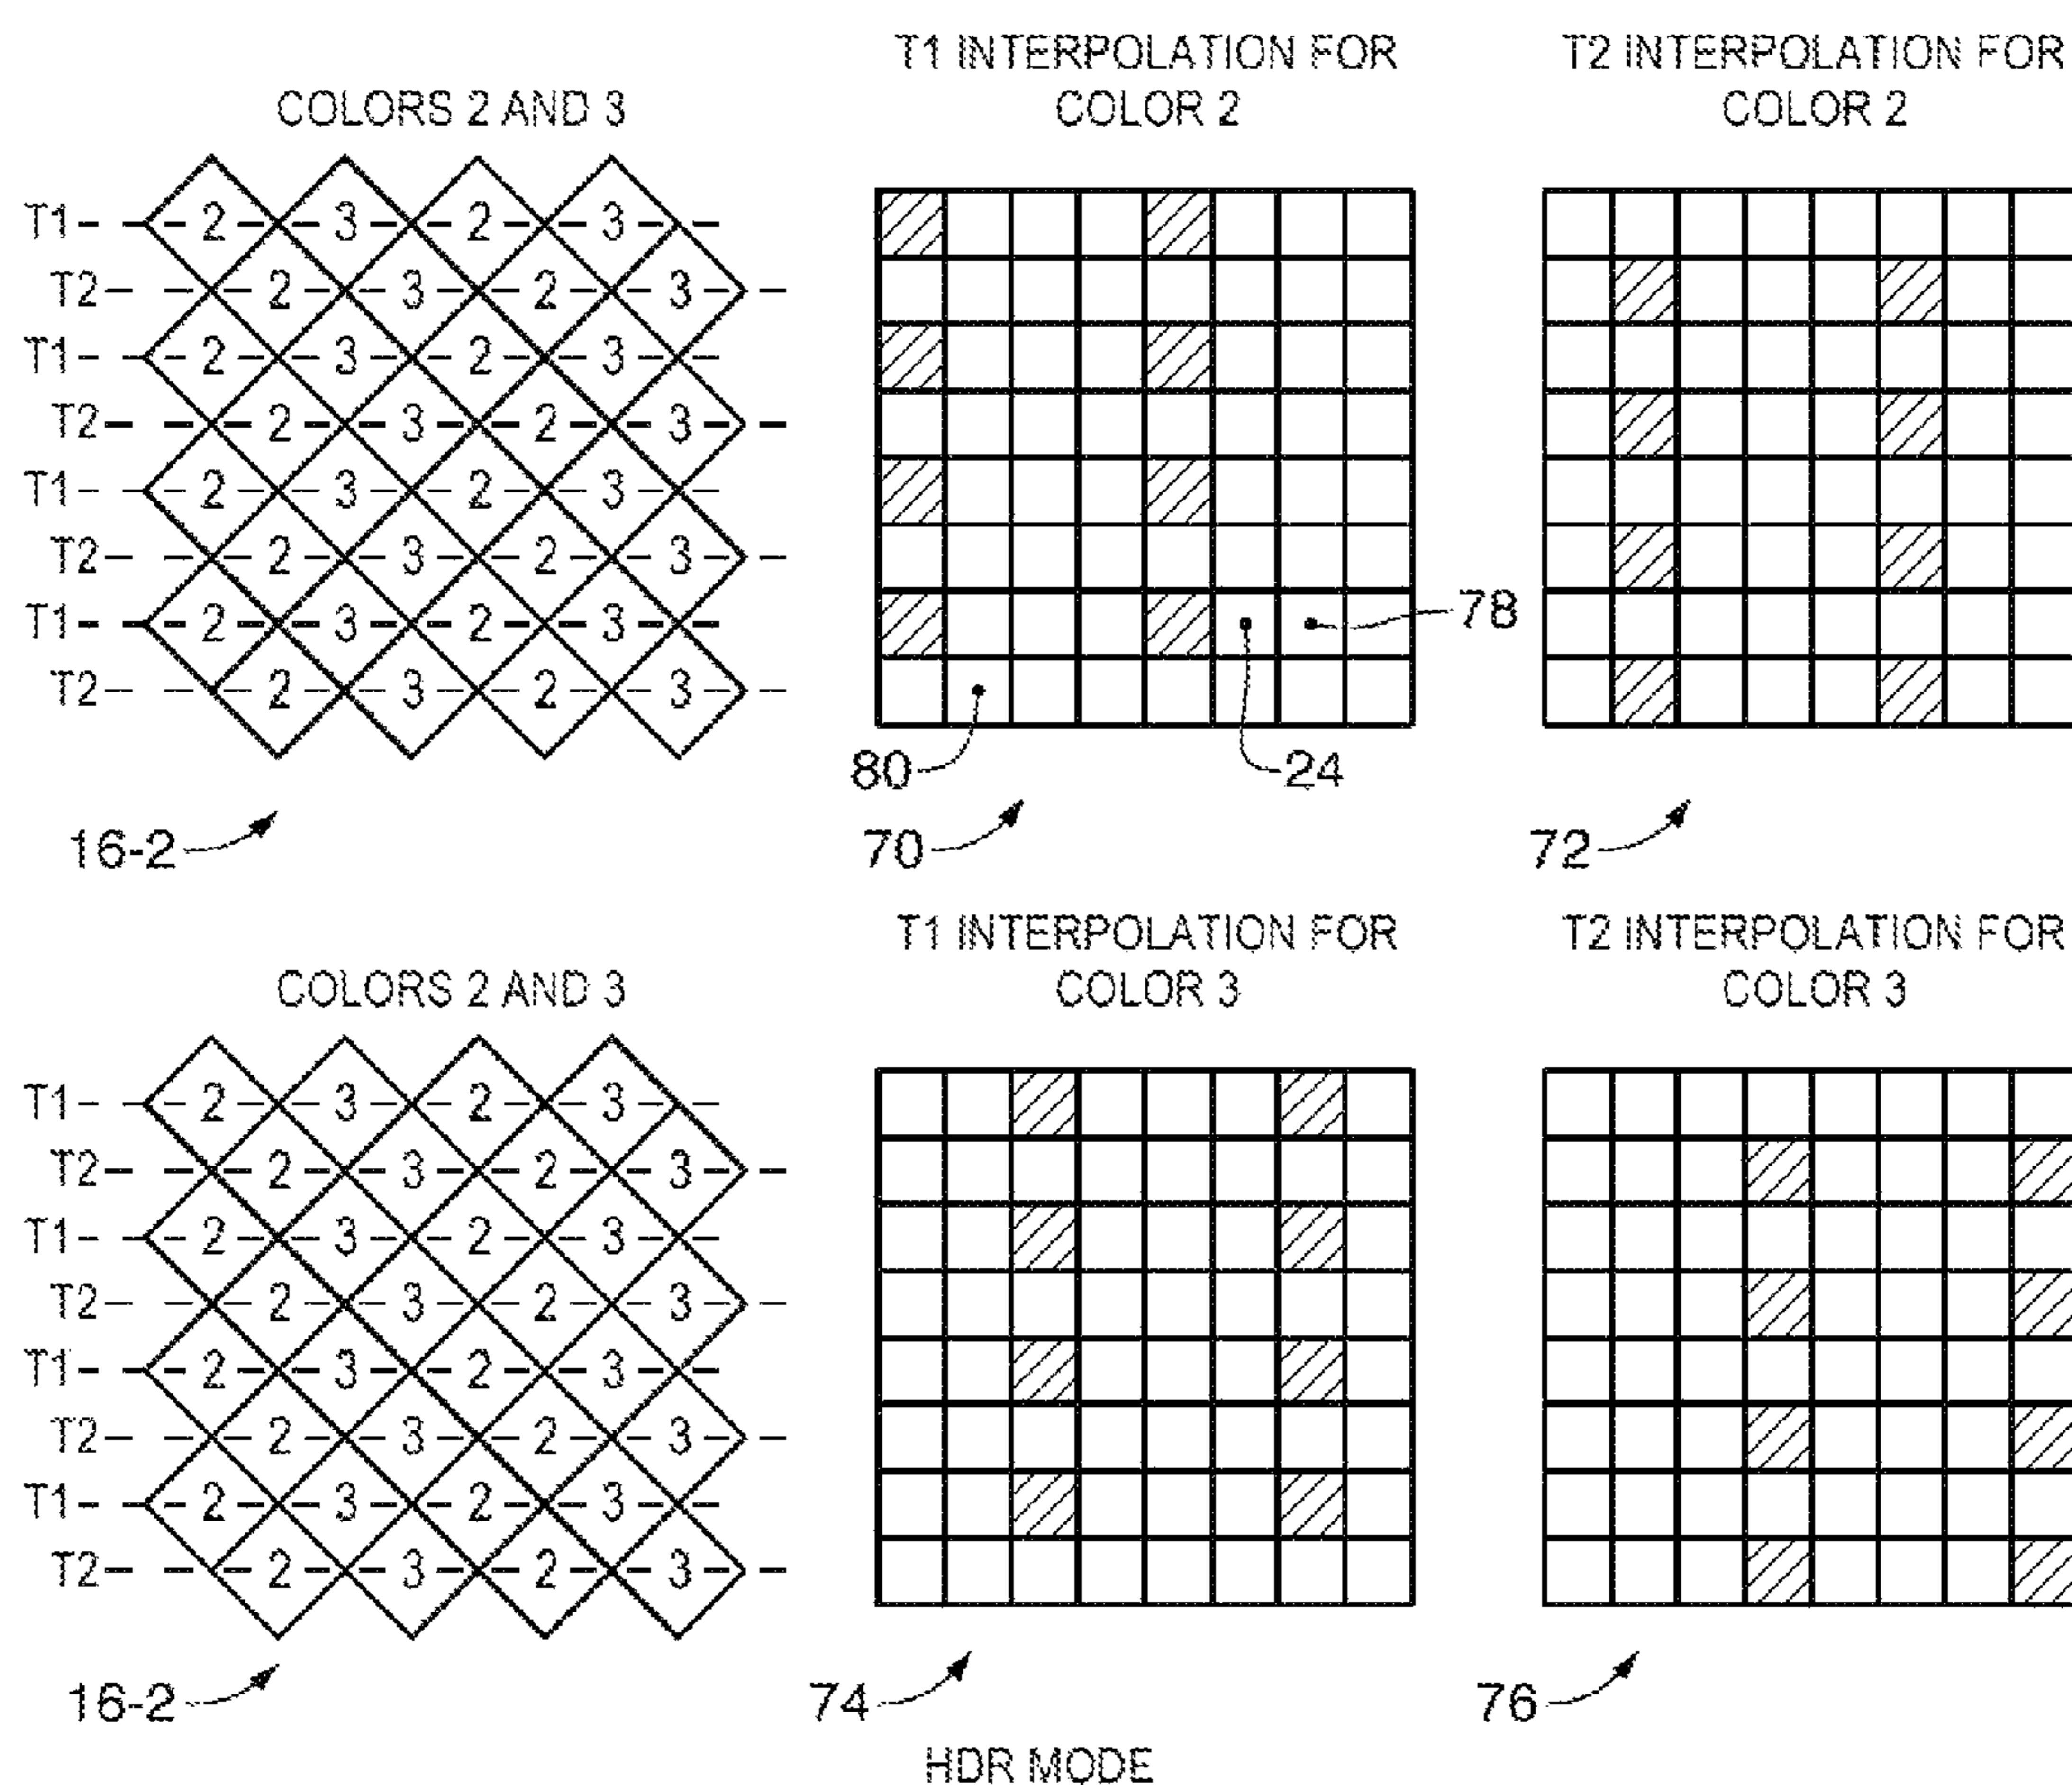 T1 INTERPOLATION FOR
COLOR 2
T2 INTERPOLATION FOR
COLOR 2
COLORS 2 AND 3
T1 2 3 2 3
T2 2 3 2 3
T1 2 3 2 3
T2 2 3 2 3
T1 2 3 2 3
T2 2 3 2 3
T1 2 3 2 3
T2 2 3 2 3
78
80
24
16-2
70
72
T1 INTERPOLATION FOR
COLOR 3
T2 INTERPOLATION FOR
COLOR 3
COLORS 2 AND 3
T1 2 3 2 3
T2 2 3 2 3
T1 2 3 2 3
T2 2 3 2 3
T1 2 3 2 3
T2 2 3 2 3
T1 2 3 2 3
T2 2 3 2 3
16-2
74
76
HDR MODE